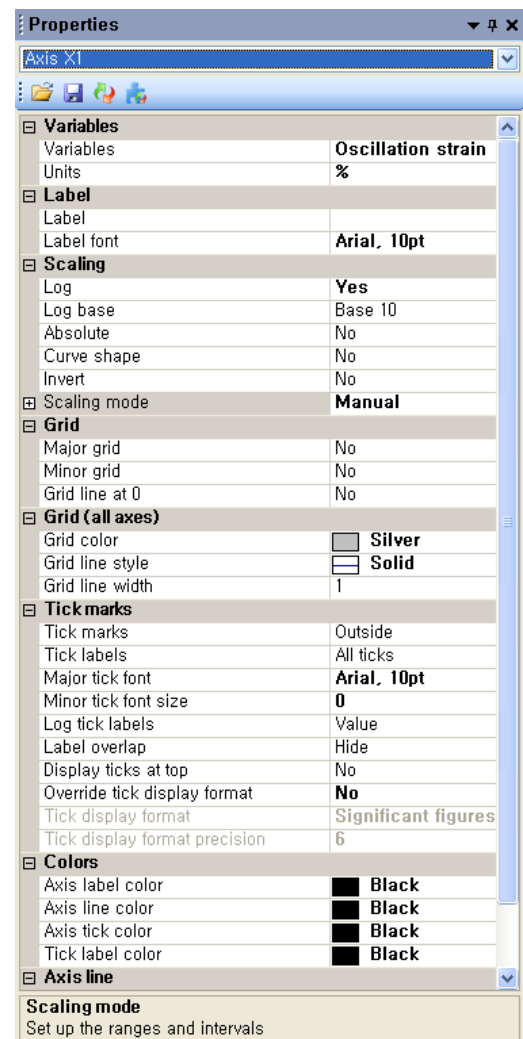 Properties
Axis X1
Variables
Variables Oscillation strain
Units %
Label
Label
Label font Arial, 10pt
Scaling
Log Yes
Log base Base 10
Absolute No
Curve shape No
Invert No
Scaling mode Manual
Grid
Major grid No
Minor grid No
Grid line at 0 No
Grid (all axes)
Grid color Silver
Grid line style Solid
Grid line width 1
Tick marks
Tick marks Outside
Tick labels All ticks
Major tick font Arial, 10pt
Minor tick font size 0
Log tick labels Value
Label overlap Hide
Display ticks at top No
Override tick display format No
Tick display format Significant figures
Tick display format precision 6
Colors
Axis label color Black
Axis line color Black
Axis tick color Black
Tick label color Black
Axis line
Scaling mode
Set up the ranges and intervals